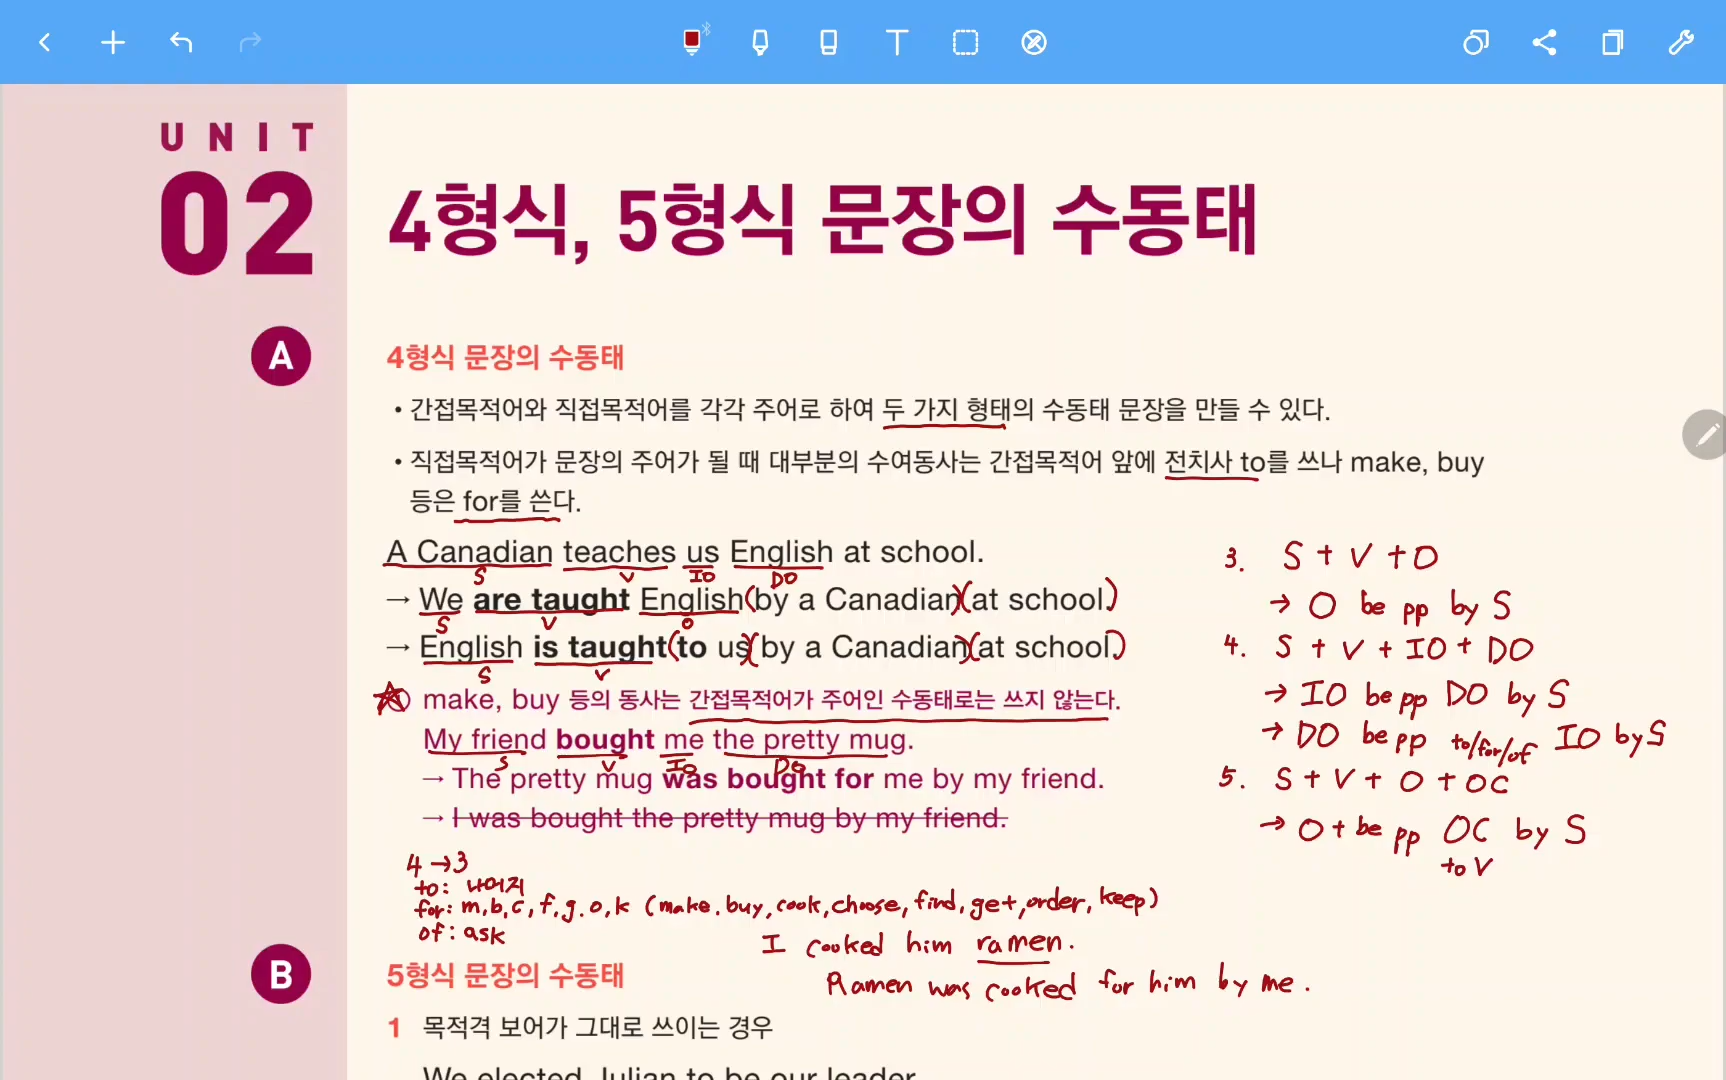 UNIT
02
4형식, 5형식 문장의 수동태
A
4형식 문장의 수동태
• 간접목적어와 직접목적어를 각각 주어로 하여 두 가지 형태의 수동태 문장을 만들 수 있다.
• 직접목적어가 문장의 주어가 될 때 대부분의 수여동사는 간접목적어 앞에 전치사 to를 쓰나 make, buy
등은 for를 쓴다.
A Canadian teaches us English at school.
S V IO DO
→ We are taught English (by a Canadian) (at school.)
S V O
→ English is taught (to us) (by a Canadian) (at school.)
S V
make, buy 등의 동사는 간접목적어가 주어인 수동태로는 쓰지 않는다.
My friend bought me the pretty mug.
S V IO DO
→ The pretty mug was bought for me by my friend.
→ I was bought the pretty mug by my friend.
3. S + V + O
→ O be pp by S
4. S + V + IO + DO
→ IO be pp DO by S
→ DO be pp to/for/of IO by S
5. S + V + O + OC
→ O + be pp OC by S
to V
4 → 3
to: 나머지
for: m, b, c, f, g, o, k (make, buy, cook, choose, find, get, order, keep)
of: ask
I cooked him ramen.
Ramen was cooked for him by me.
B
5형식 문장의 수동태
1 목적격 보어가 그대로 쓰이는 경우
We elected Julian to be our leader